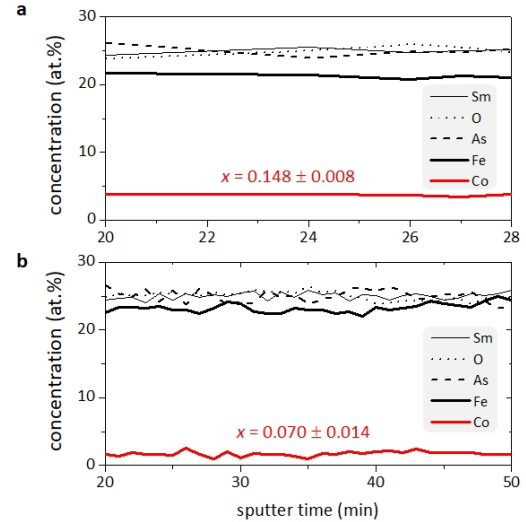 a
concentration (at.%)
30
20
10
0
Sm
O
As
Fe
Co
x = 0.148 ± 0.008
20 22 24 26 28
b
concentration (at.%)
30
20
10
0
Sm
O
As
Fe
Co
x = 0.070 ± 0.014
20 30 40 50
sputter time (min)